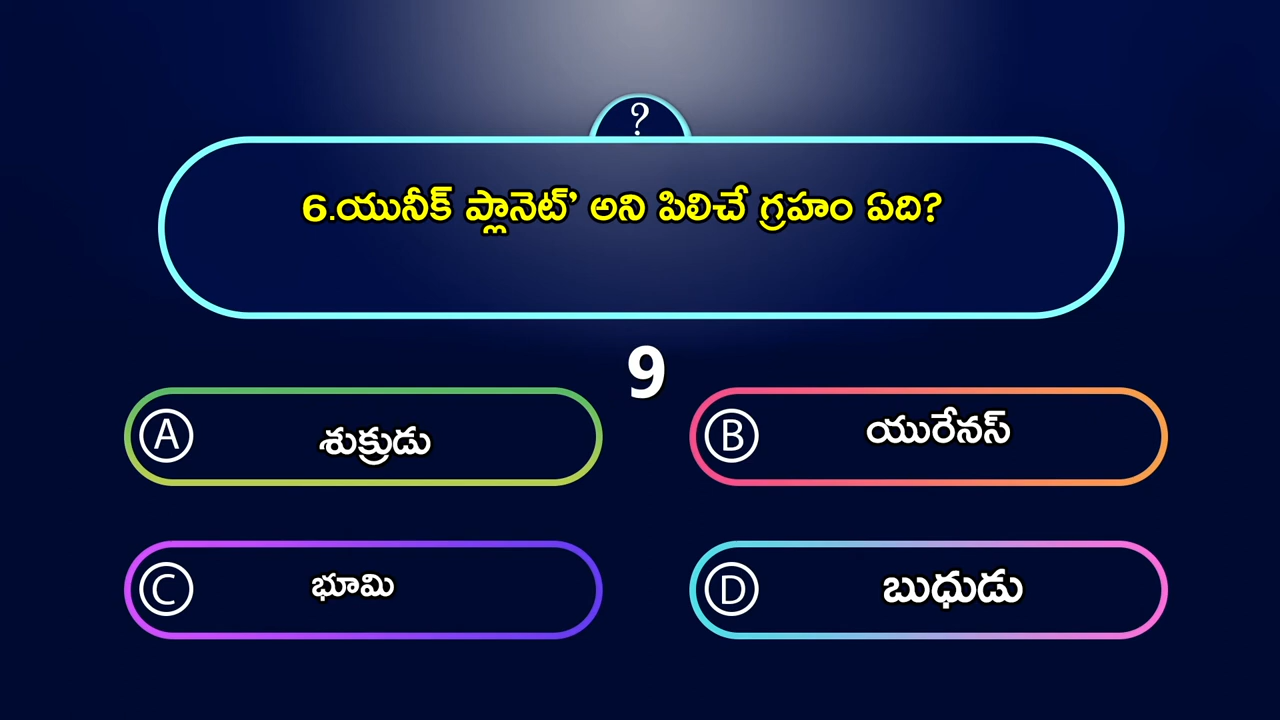 ?
6.యునీక్ ప్లానెట్’ అని పిలిచే గ్రహం ఏది?
9
A శుక్రుడు
B యురేనస్
C భూమి
D బుధుడు